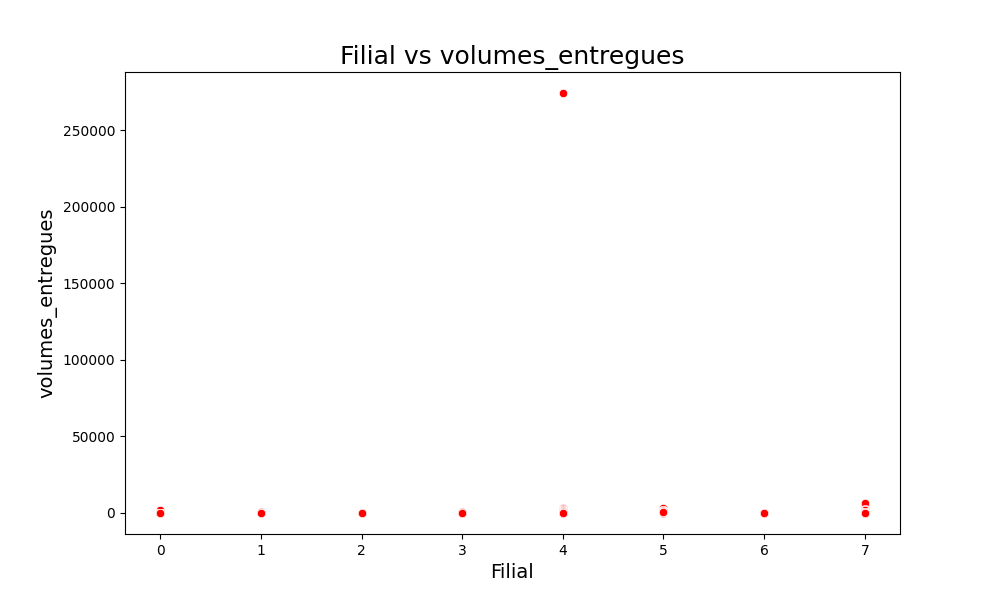 Filial vs volumes_entregues
250000
200000
150000
100000
50000
0
volumes_entregues
0 1 2 3 4 5 6 7
Filial